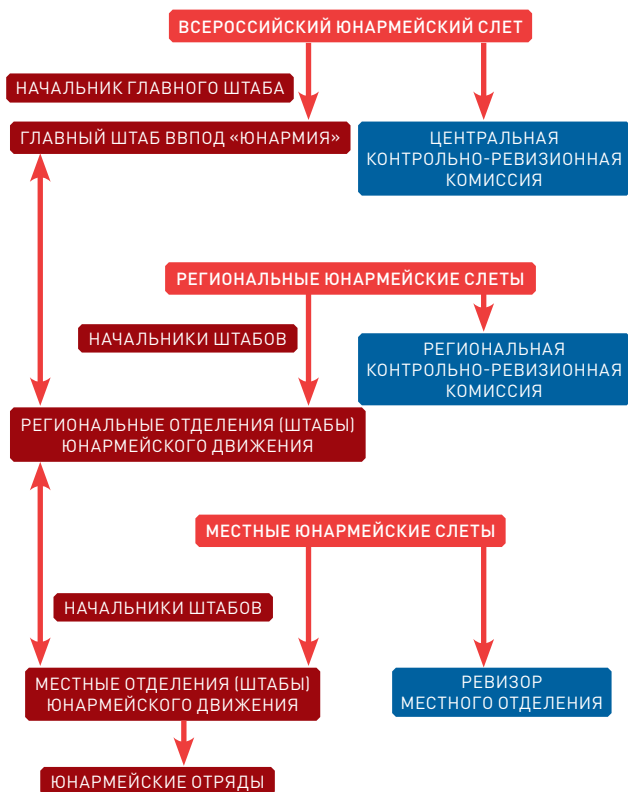 ВСЕРОССИЙСКИЙ ЮНАРМЕЙСКИЙ СЛЕТ
НАЧАЛЬНИК ГЛАВНОГО ШТАБА
ГЛАВНЫЙ ШТАБ ВВПОД «ЮНАРМИЯ»
ЦЕНТРАЛЬНАЯ
КОНТРОЛЬНО-РЕВИЗИОННАЯ
КОМИССИЯ
РЕГИОНАЛЬНЫЕ ЮНАРМЕЙСКИЕ СЛЕТЫ
НАЧАЛЬНИКИ ШТАБОВ
РЕГИОНАЛЬНАЯ
КОНТРОЛЬНО-РЕВИЗИОННАЯ
КОМИССИЯ
РЕГИОНАЛЬНЫЕ ОТДЕЛЕНИЯ (ШТАБЫ)
ЮНАРМЕЙСКОГО ДВИЖЕНИЯ
МЕСТНЫЕ ЮНАРМЕЙСКИЕ СЛЕТЫ
НАЧАЛЬНИКИ ШТАБОВ
МЕСТНЫЕ ОТДЕЛЕНИЯ (ШТАБЫ)
ЮНАРМЕЙСКОГО ДВИЖЕНИЯ
РЕВИЗОР
МЕСТНОГО ОТДЕЛЕНИЯ
ЮНАРМЕЙСКИЕ ОТРЯДЫ